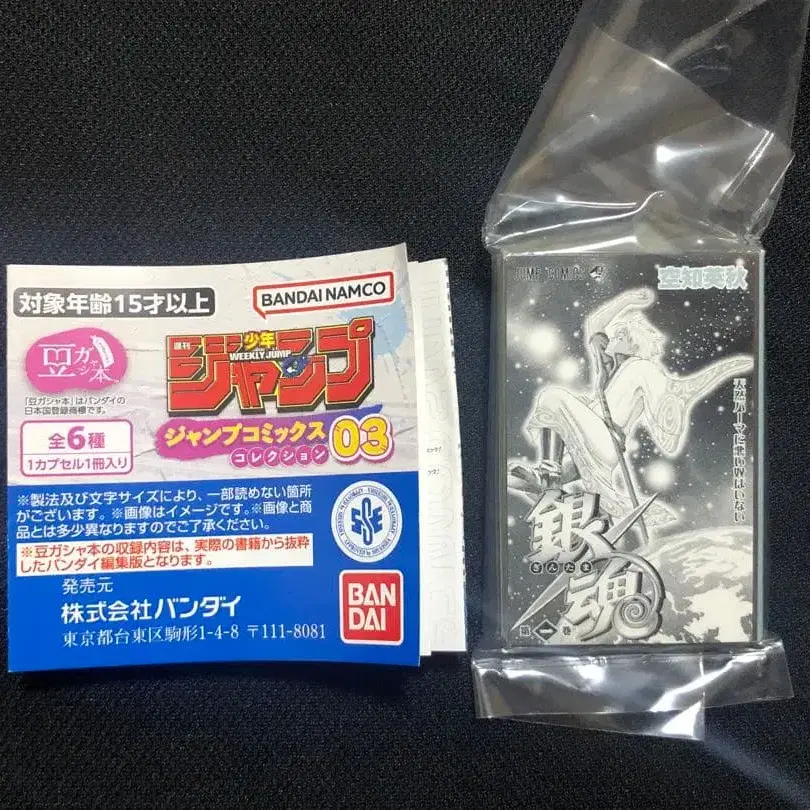 対象年齢15才以上
BANDAI NAMCO
豆ガシャ本
「豆ガシャ本」はバンダイの
日本国登録商標です。
週刊
少年
WEEKLY JUMP
ジャンプ
ジャンプコミックス
コレクション
03
全6種
1カプセル1冊入り
※製法及び文字サイズにより、一部読めない箇所
がございます。※画像はイメージです。※画像と商
品とは多少異なりますのでご了承ください。
※豆ガシャ本の収録内容は、実際の書籍から抜粋
したバンダイ編集版となります。
発売元
株式会社バンダイ
東京都台東区駒形1-4-8 〒111-8081
BAN
DAI
JUMP COMICS
空知英秋
天然パーマに悪い奴はいない
銀魂
ぎんたま
第一巻